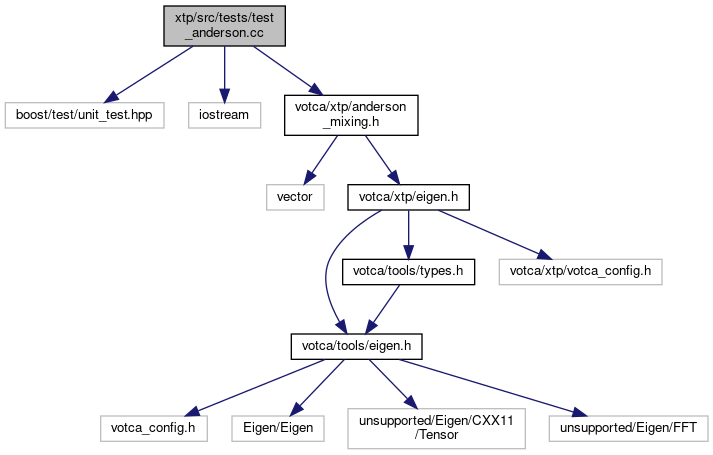 xtp/src/tests/test
_anderson.cc
boost/test/unit_test.hpp
iostream
votca/xtp/anderson
_mixing.h
vector
votca/xtp/eigen.h
votca/tools/types.h
votca/xtp/votca_config.h
votca/tools/eigen.h
votca_config.h
Eigen/Eigen
unsupported/Eigen/CXX11
/Tensor
unsupported/Eigen/FFT